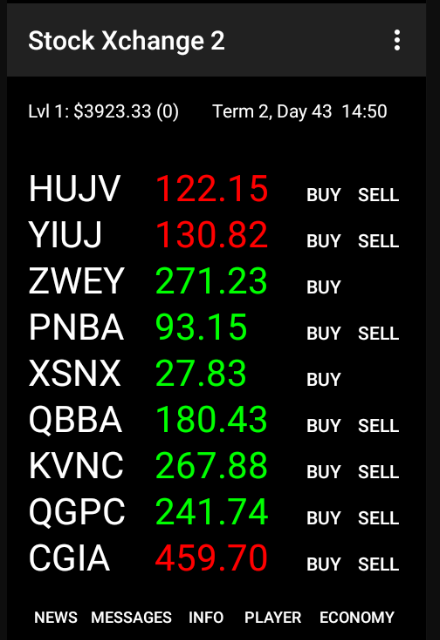 Stock Xchange 2
Lvl 1: $3923.33 (0) Term 2, Day 43 14:50
HUJV 122.15 BUY SELL
YIUJ 130.82 BUY SELL
ZWEY 271.23 BUY
PNBA 93.15 BUY SELL
XSNX 27.83 BUY
QBBA 180.43 BUY SELL
KVNC 267.88 BUY SELL
QGPC 241.74 BUY SELL
CGIA 459.70 BUY SELL
NEWS MESSAGES INFO PLAYER ECONOMY